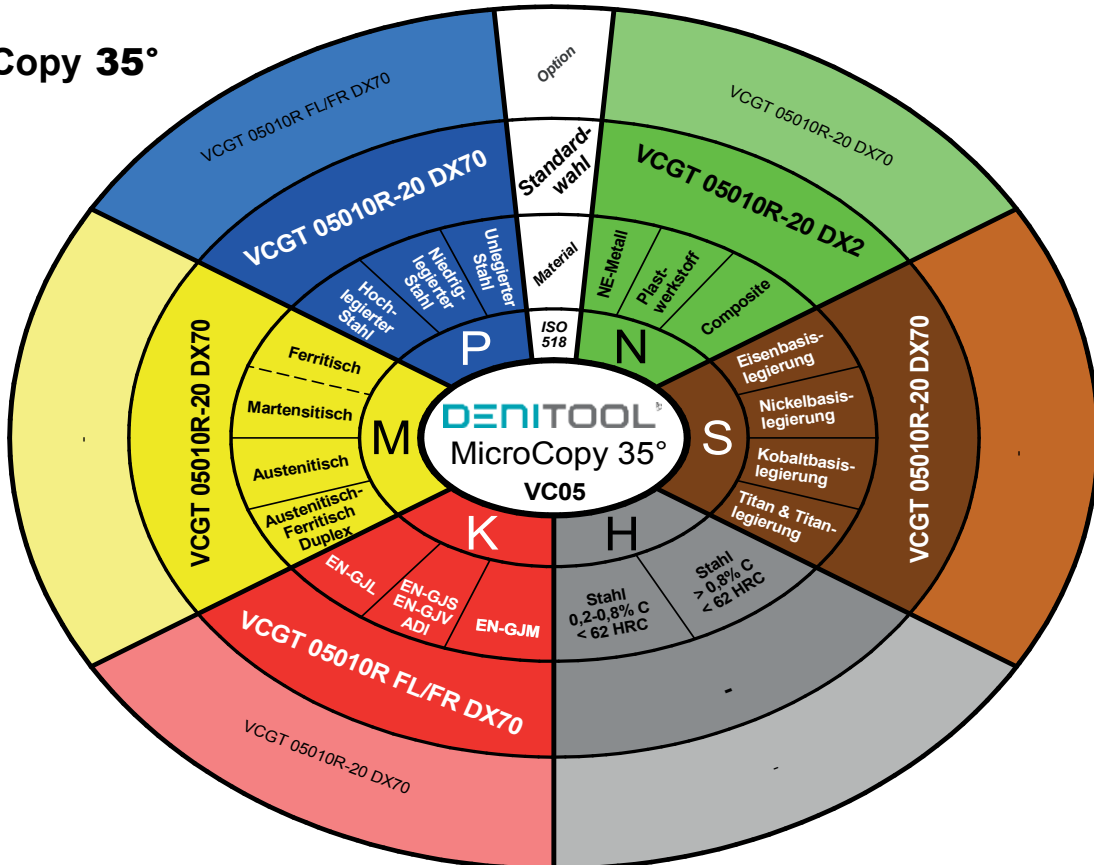 Copy 35°
Option
Standard-
wahl
Material
ISO
518
VCGT 05010R FL/FR DX70
VCGT 05010R-20 DX70
Unlegierter
Stahl
Niedrig-
legierter
Stahl
Hoch-
legierter
Stahl
P
VCGT 05010R-20 DX70
VCGT 05010R-20 DX2
NE-Metall
Plast-
werkstoff
Composite
N
-
VCGT 05010R-20 DX70
Ferritisch
Martensitisch
Austenitisch
Austenitisch-
Ferritisch
Duplex
M
DENITOOL®
MicroCopy 35°
VC05
S
Eisenbasis-
legierung
Nickelbasis-
legierung
Kobaltbasis-
legierung
Titan & Titan-
legierung
VCGT 05010R-20 DX70
-
K
EN-GJL
EN-GJS
EN-GJV
ADI
EN-GJM
VCGT 05010R FL/FR DX70
VCGT 05010R-20 DX70
H
Stahl
0,2-0,8% C
< 62 HRC
Stahl
> 0,8% C
< 62 HRC
-
-